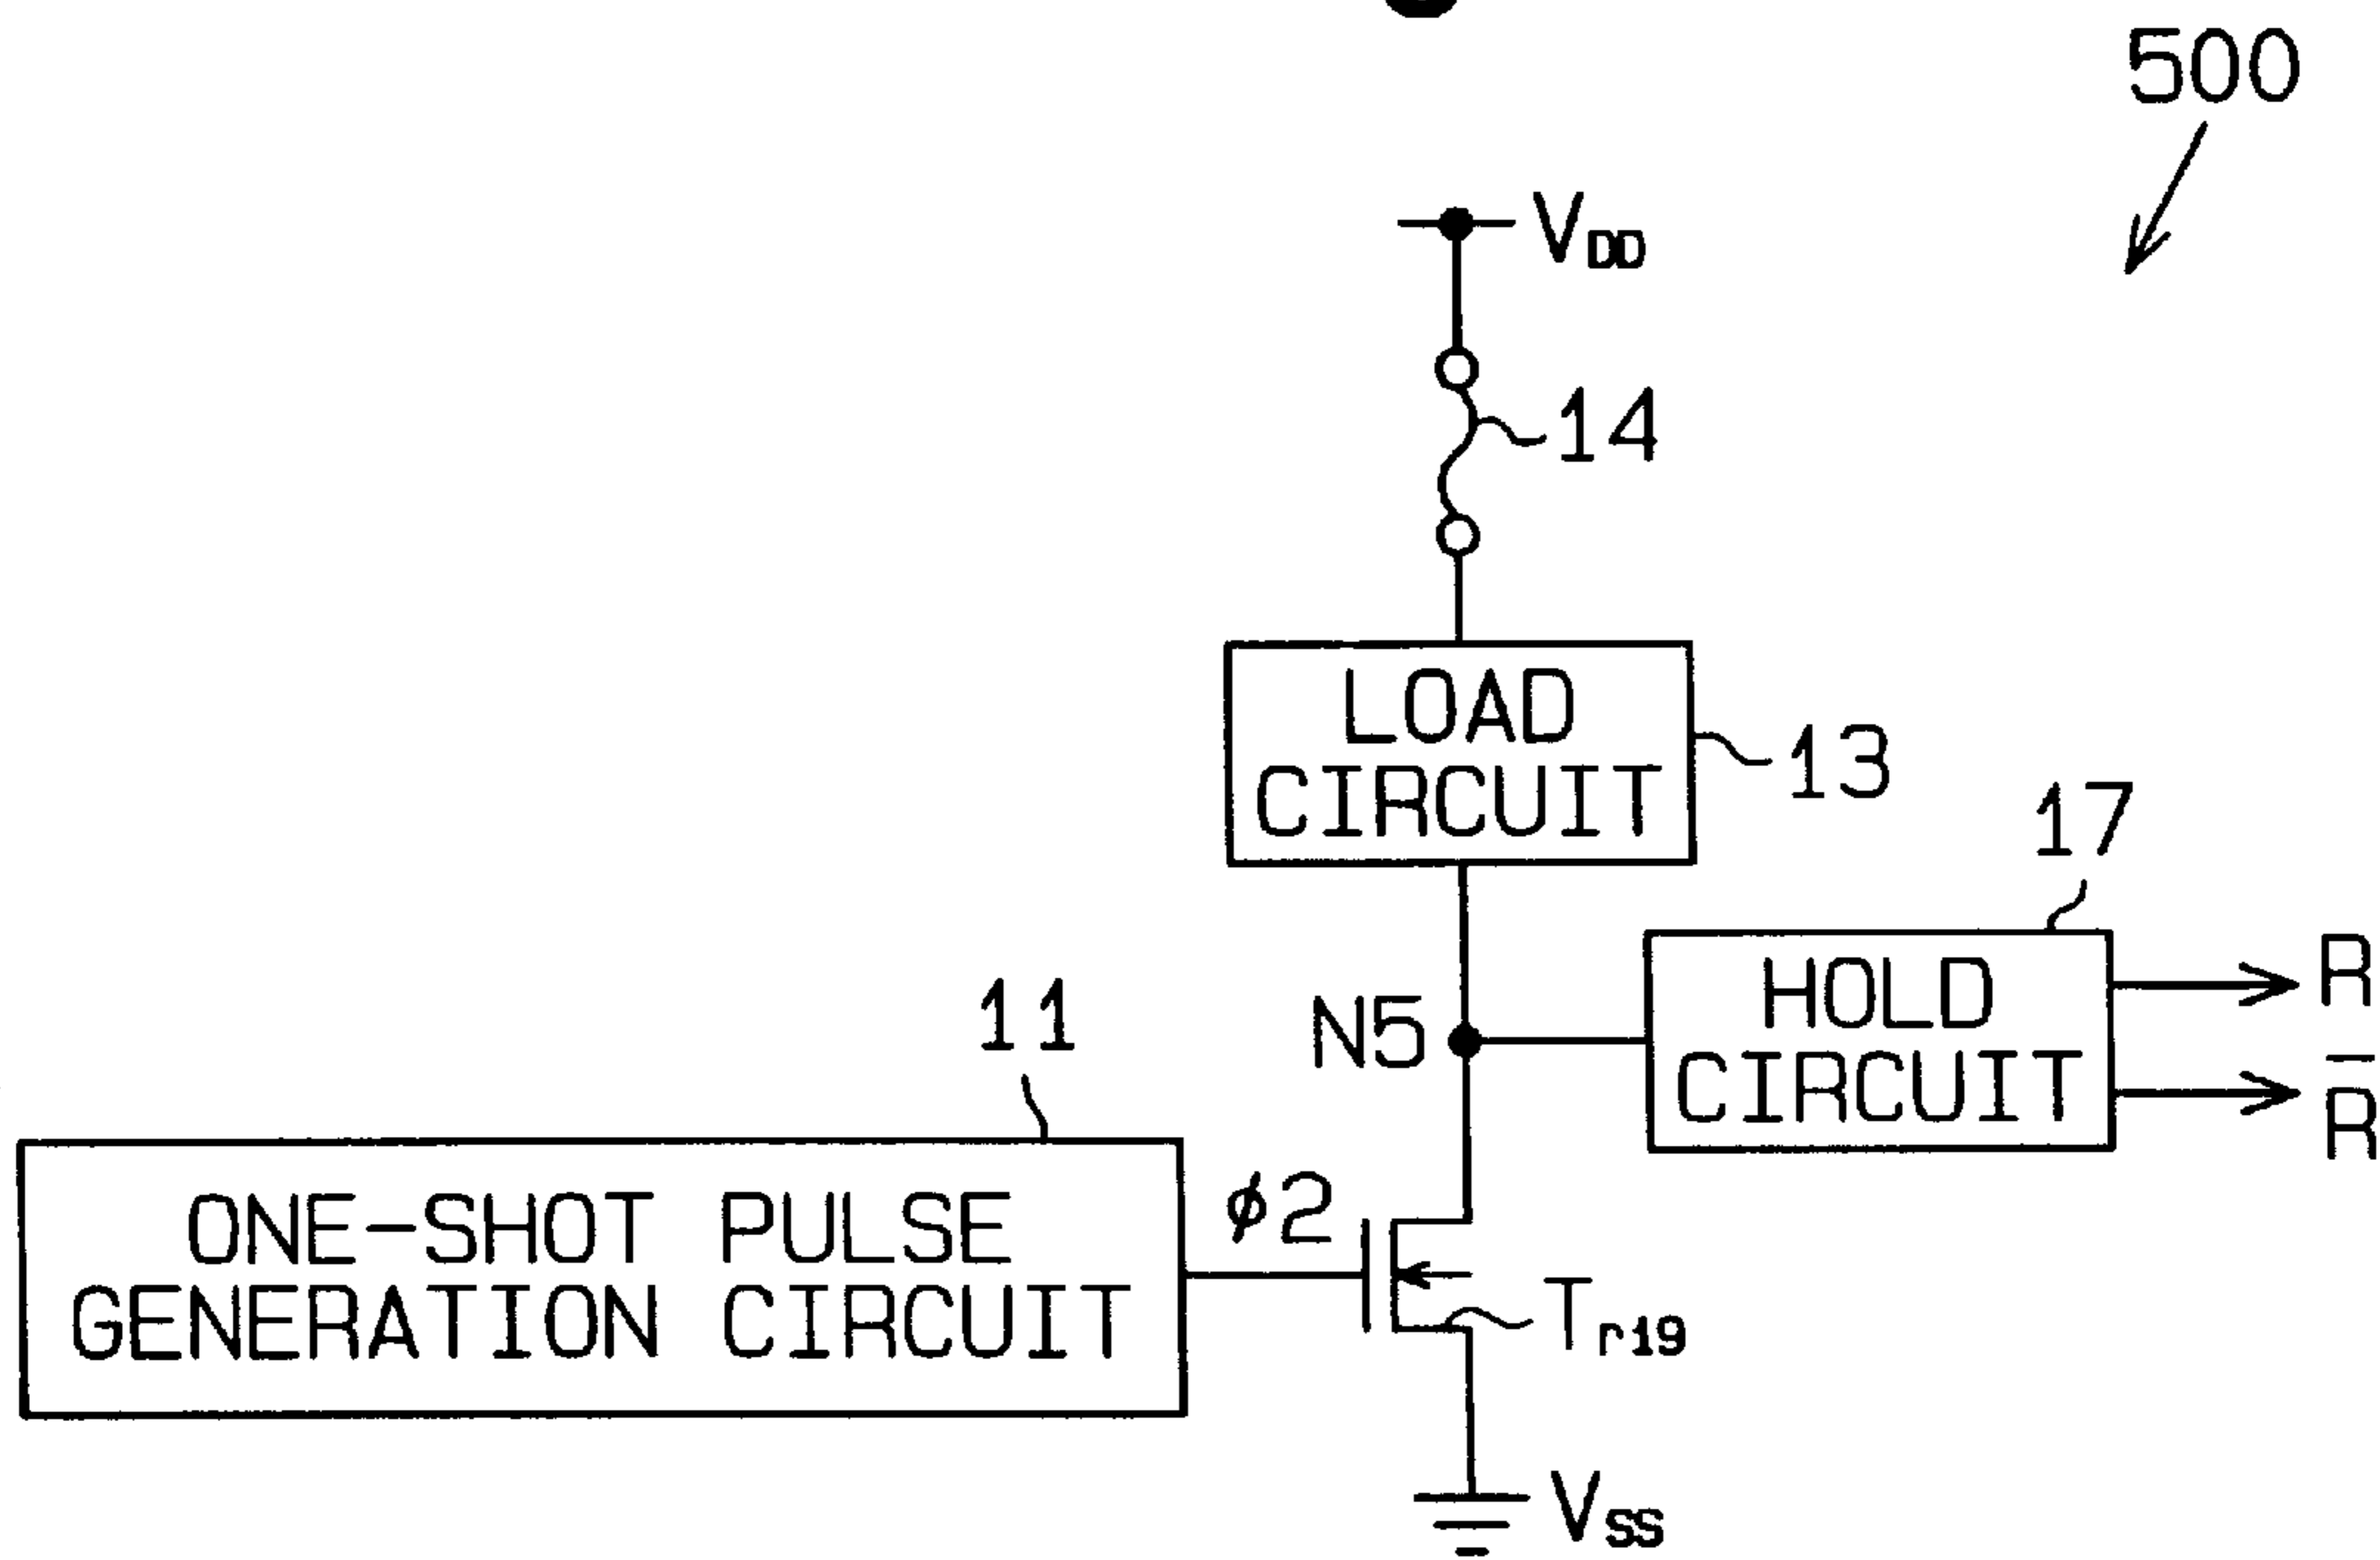 500
VDD
14
LOAD
CIRCUIT
13
17
HOLD
CIRCUIT
R
R̅
N5
11
ONE-SHOT PULSE
GENERATION CIRCUIT
ϕ2
Tr19
VSS